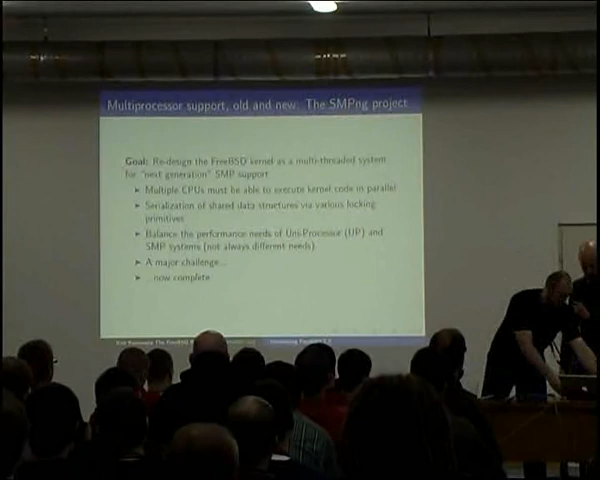 Multiprocessor support, old and new: The SMPng project
Goal: Re-design the FreeBSD kernel as a multi-threaded system
for "next generation" SMP support
Multiple CPUs must be able to execute kernel code in parallel
Serialization of shared data structures via various locking
primitives
Balance the performance needs of Uni-Processor (UP) and
SMP systems (not always different needs)
A major challenge...
...now complete
The FreeBSD